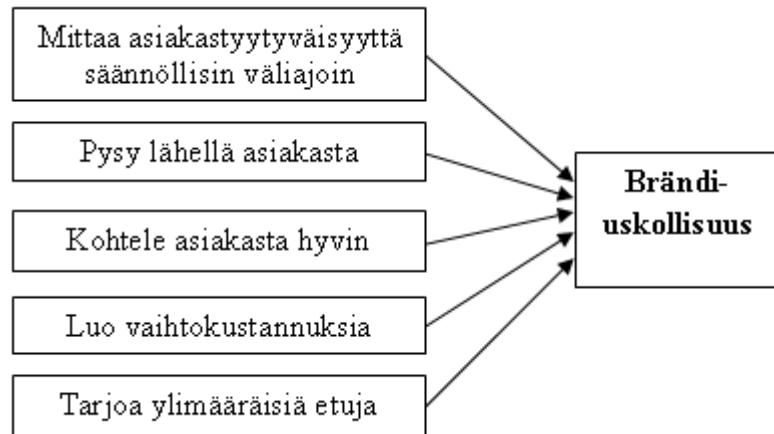 Mittaa asiakastyytyväisyyttä
säännöllisin väliajoin
Pysy lähellä asiakasta
Kohtele asiakasta hyvin
Luo vaihtokustannuksia
Tarjoa ylimääräisiä etuja
Brändi-
uskollisuus